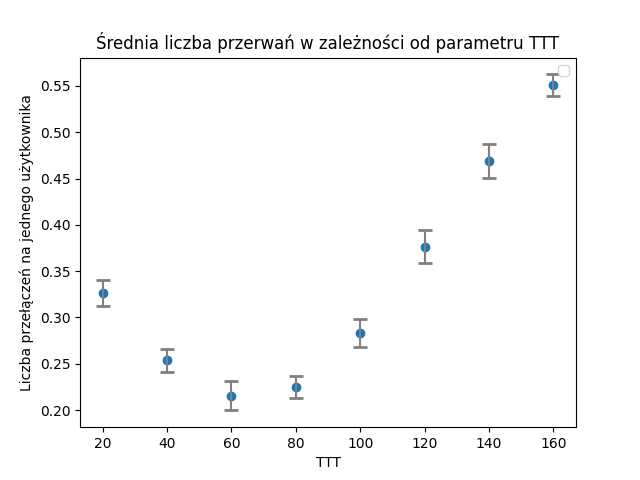 Średnia liczba przerwań w zależności od parametru TTT
Liczba przełączeń na jednego użytkownika
0.55
0.50
0.45
0.40
0.35
0.30
0.25
0.20
20 40 60 80 100 120 140 160
TTT